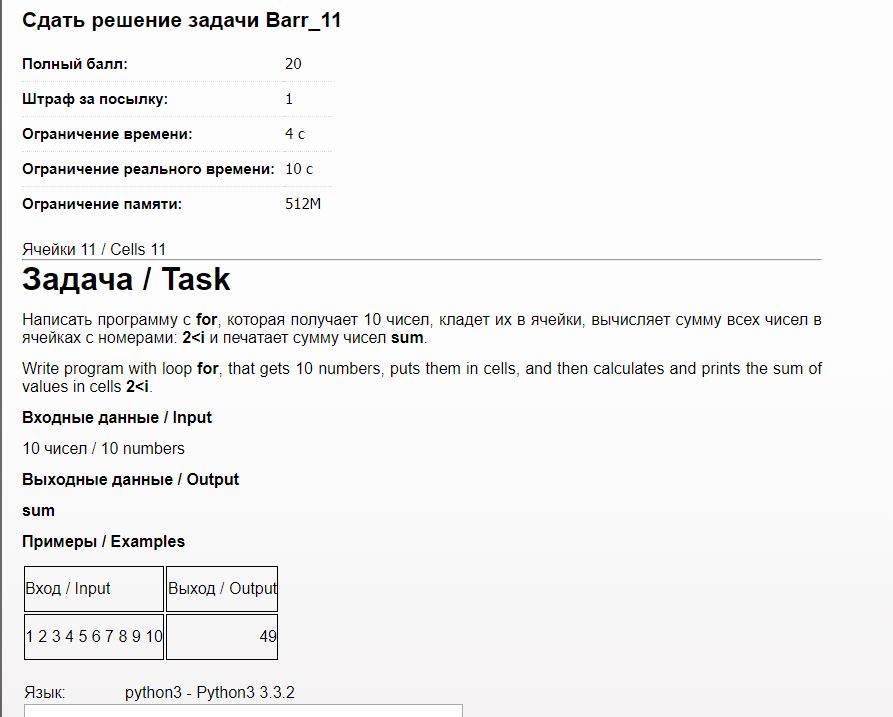 Сдать решение задачи Barr_11
Полный балл: 20
Штраф за посылку: 1
Ограничение времени: 4 с
Ограничение реального времени: 10 с
Ограничение памяти: 512M
Ячейки 11 / Cells 11
Задача / Task
Написать программу с for, которая получает 10 чисел, кладет их в ячейки, вычисляет сумму всех чисел в
ячейках с номерами: 2<i и печатает сумму чисел sum.
Write program with loop for, that gets 10 numbers, puts them in cells, and then calculates and prints the sum of
values in cells 2<i.
Входные данные / Input
10 чисел / 10 numbers
Выходные данные / Output
sum
Примеры / Examples
Вход / Input Выход / Output
1 2 3 4 5 6 7 8 9 10 49
Язык: python3 - Python3 3.3.2